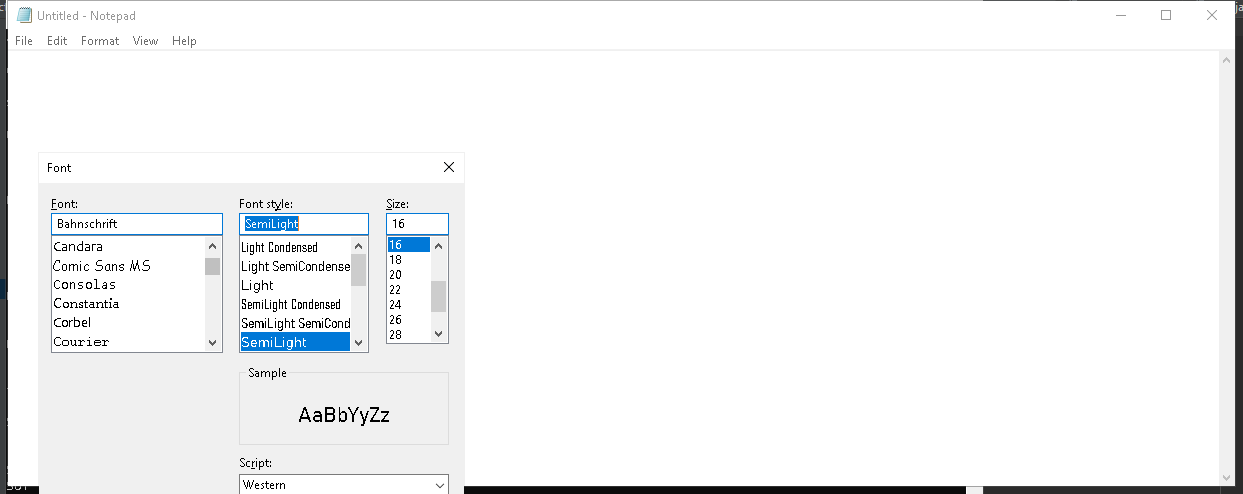 Untitled - Notepad
File Edit Format View Help
Font
Font: Font style: Size:
Bahnschrift SemiLight 16
Candara Light Condensed 16
Comic Sans MS Light SemiCondense 18
Consolas Light 20
Constantia SemiLight Condensed 22
Corbel SemiLight SemiCond 24
Courier SemiLight 26
28
Sample
AaBbYyZz
Script:
Western